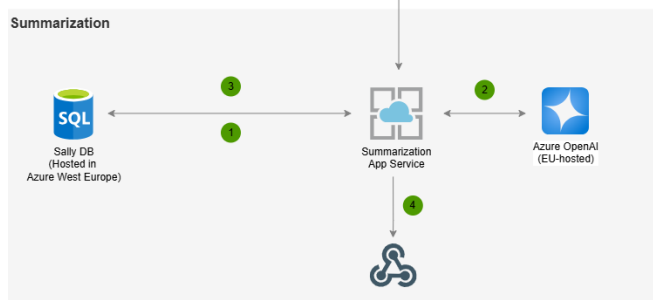 Summarization
3
SQL
1
2
Sally DB
(Hosted in
Azure West Europe)
Summarization
App Service
Azure OpenAI
(EU-hosted)
4